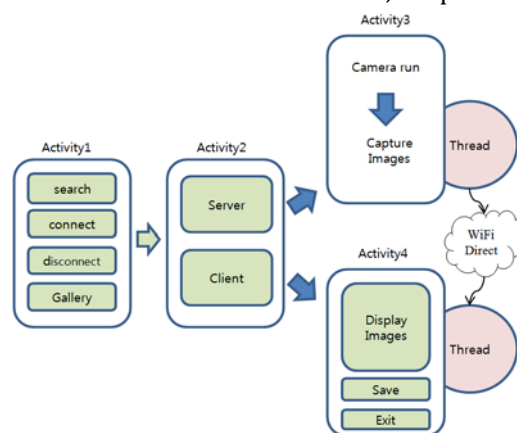 Activity1
search
connect
disconnect
Gallery
Activity2
Server
Client
Activity3
Camera run
Capture
Images
Thread
WiFi
Direct
Activity4
Display
Images
Save
Exit
Thread